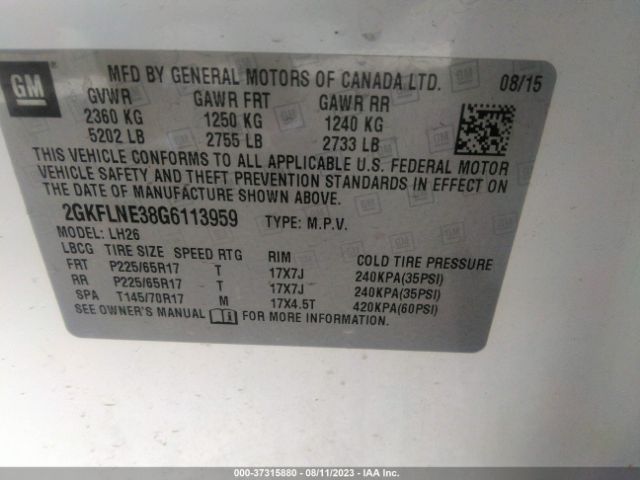 GM
MFD BY GENERAL MOTORS OF CANADA LTD. 08/15
GVWR GAWR FRT GAWR RR
2360 KG 1250 KG 1240 KG
5202 LB 2755 LB 2733 LB
THIS VEHICLE CONFORMS TO ALL APPLICABLE U.S. FEDERAL MOTOR
VEHICLE SAFETY AND THEFT PREVENTION STANDARDS IN EFFECT ON
THE DATE OF MANUFACTURE SHOWN ABOVE.
2GKFLNE38G6113959 TYPE: M.P.V.
MODEL: LH26
LBCG TIRE SIZE SPEED RTG RIM COLD TIRE PRESSURE
FRT P225/65R17 T 17X7J 240KPA(35PSI)
RR P225/65R17 T 17X7J 240KPA(35PSI)
SPA T145/70R17 M 17X4.5T 420KPA(60PSI)
SEE OWNER'S MANUAL FOR MORE INFORMATION.
000-37315880 - 08/11/2023 - IAA Inc.